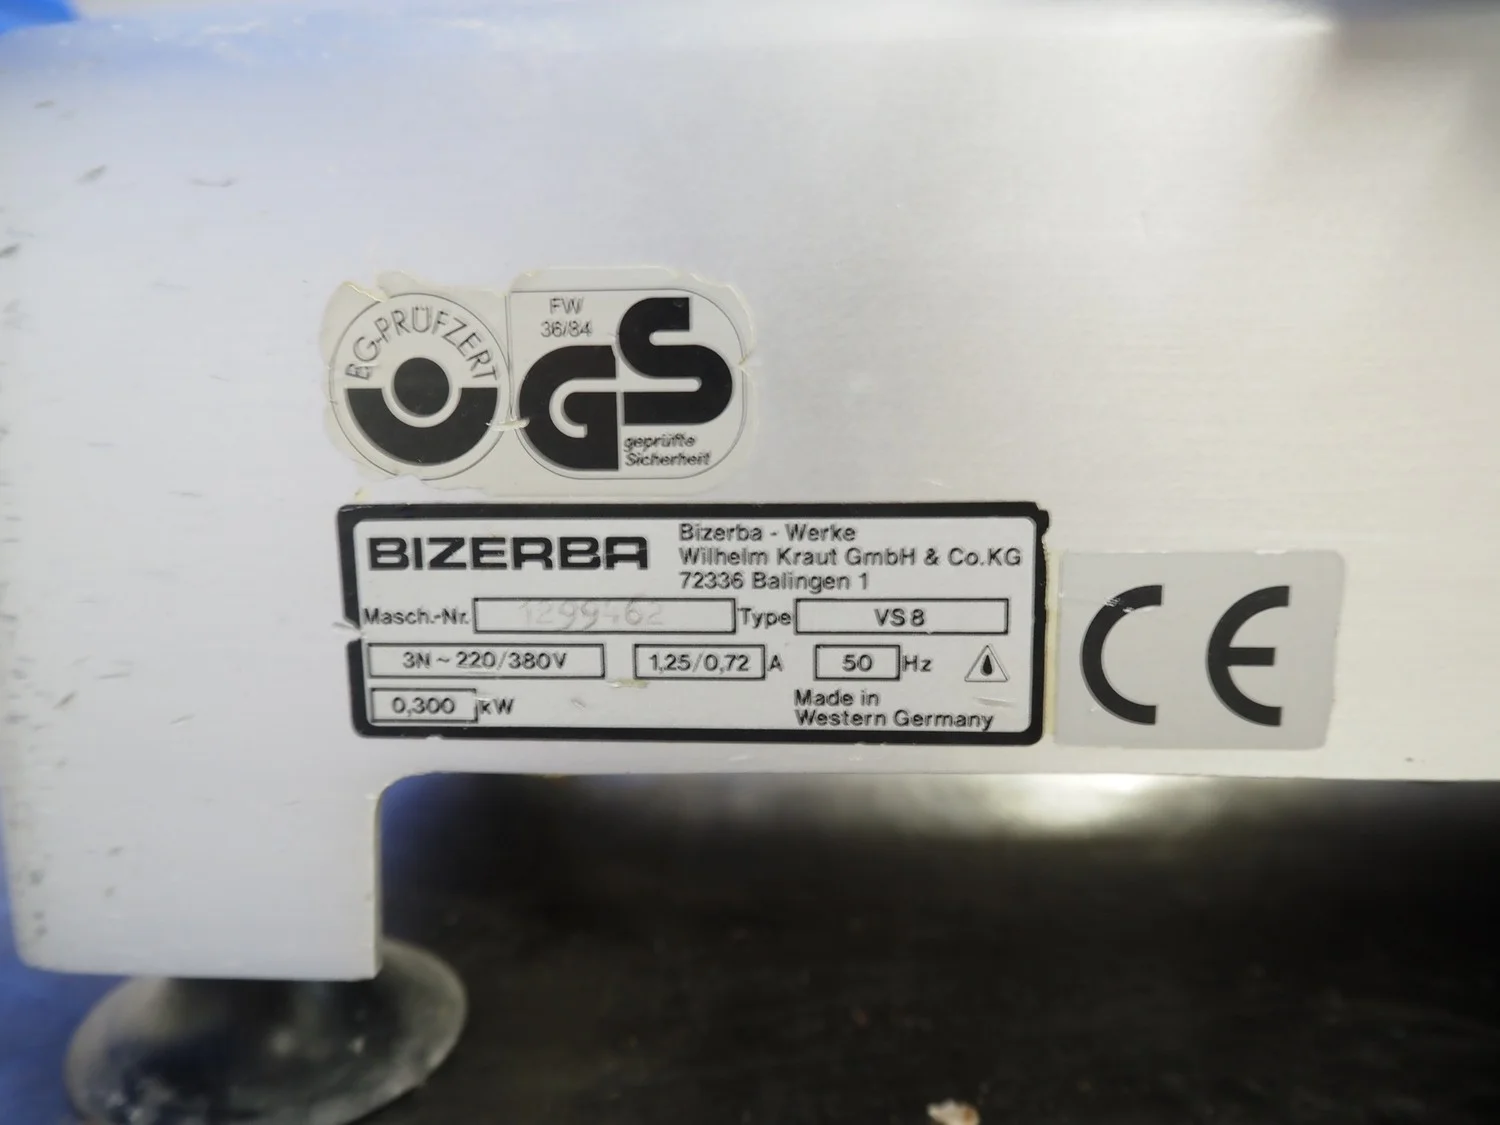 EG-PRÜFZERT
FW
36/84
GS
geprüfte
Sicherheit
BIZERBA
Bizerba - Werke
Wilhelm Kraut GmbH & Co.KG
72336 Balingen 1
Masch.-Nr. 1299462 Type VS 8
3N ~ 220/380V 1,25/0,72 A 50 Hz
0,300 kW
Made in
Western Germany
CE